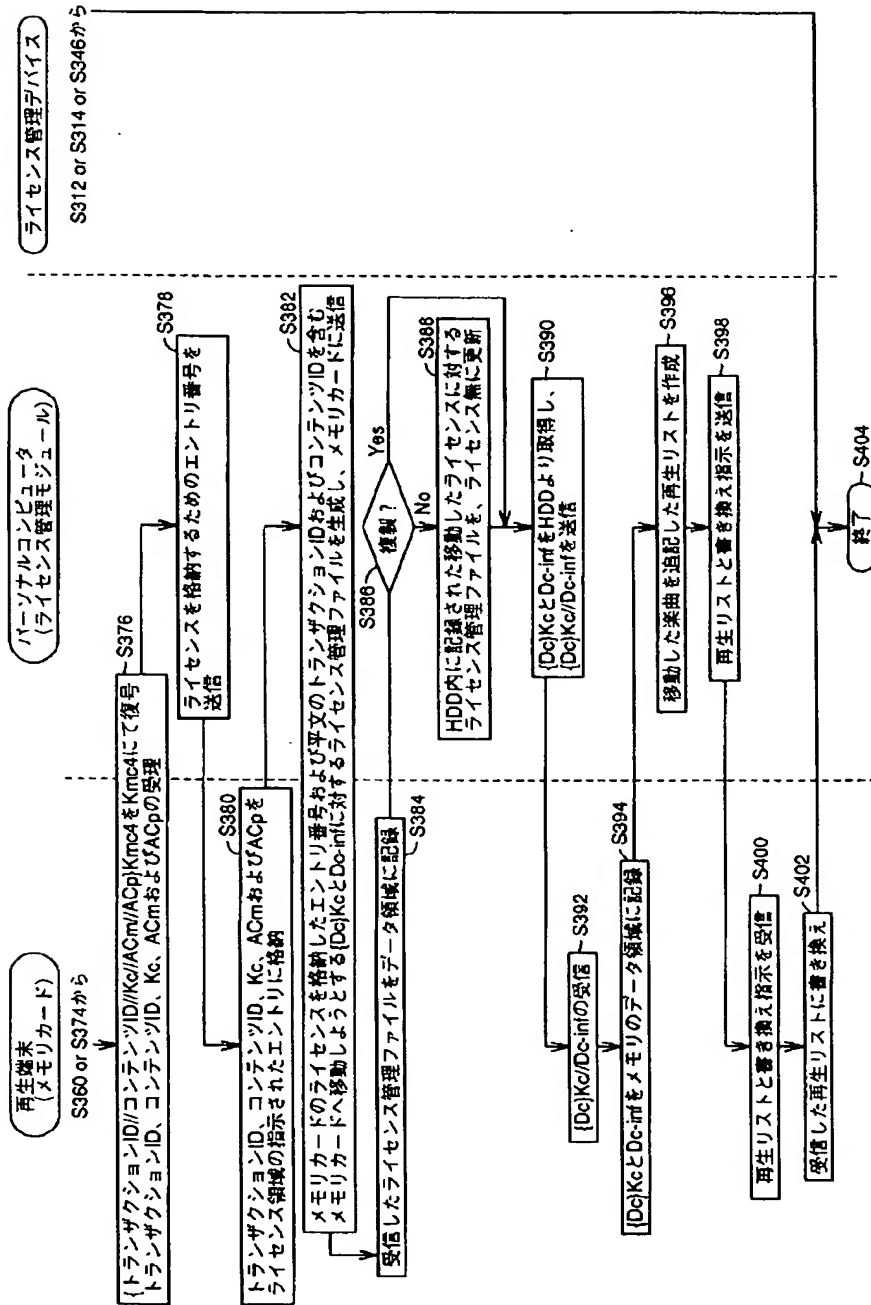 再生端末
(メモリカード)
パーソナルコンピュータ
(ライセンス管理モジュール)
ライセンス管理デバイス
S360 or S374から
S312 or S314 or S346から
S376
{トランザクションID//コンテンツID//Kc//ACm//ACp}Kmc4をKmc4にて復号
トランザクションID、コンテンツID、Kc、ACmおよびACpの受理
S378
ライセンスを格納するためのエントリ番号を
送信
S380
トランザクションID、コンテンツID、Kc、ACmおよびACpを
ライセンス領域の指示されたエントリに格納
S382
メモリカードのライセンスを格納したエントリ番号および平文のトランザクションIDおよびコンテンツIDを含む
メモリカードへ移動しようとする{Dc}KcとDc-infに対するライセンス管理ファイルを生成し、メモリカードに送信
S384
受信したライセンス管理ファイルをデータ領域に記録
S386
複製?
Yes
No
S388
HDD内に記録された移動したライセンスに対する
ライセンス管理ファイルを、ライセンス無に更新
S390
{Dc}KcとDc-infをHDDより取得し、
{Dc}Kc//Dc-infを送信
S392
{Dc}Kc//Dc-infの受信
S394
{Dc}KcとDc-infをメモリのデータ領域に記録
S396
移動した楽曲を追記した再生リストを作成
S398
再生リストと書き換え指示を送信
S400
再生リストと書き換え指示を受信
S402
受信した再生リストに書き換え
S404
終了